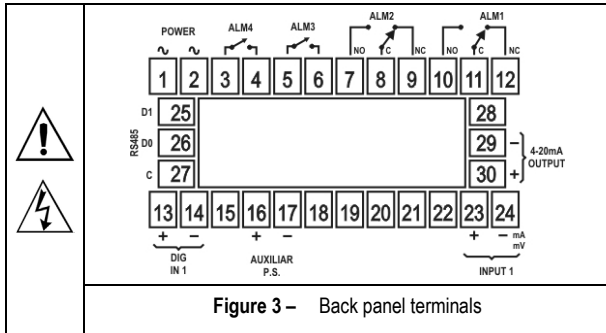 POWER ALM4 ALM3 ALM2 ALM1
NO C NC NO C NC
1 2 3 4 5 6 7 8 9 10 11 12
D1 25 28
RS485 D0 26 29 – 4-20mA
C 27 30 + OUTPUT
13 14 15 16 17 18 19 20 21 22 23 24
+ – + – + – mA
mV
DIG AUXILIAR INPUT 1
IN 1 P.S.
Figure 3 – Back panel terminals